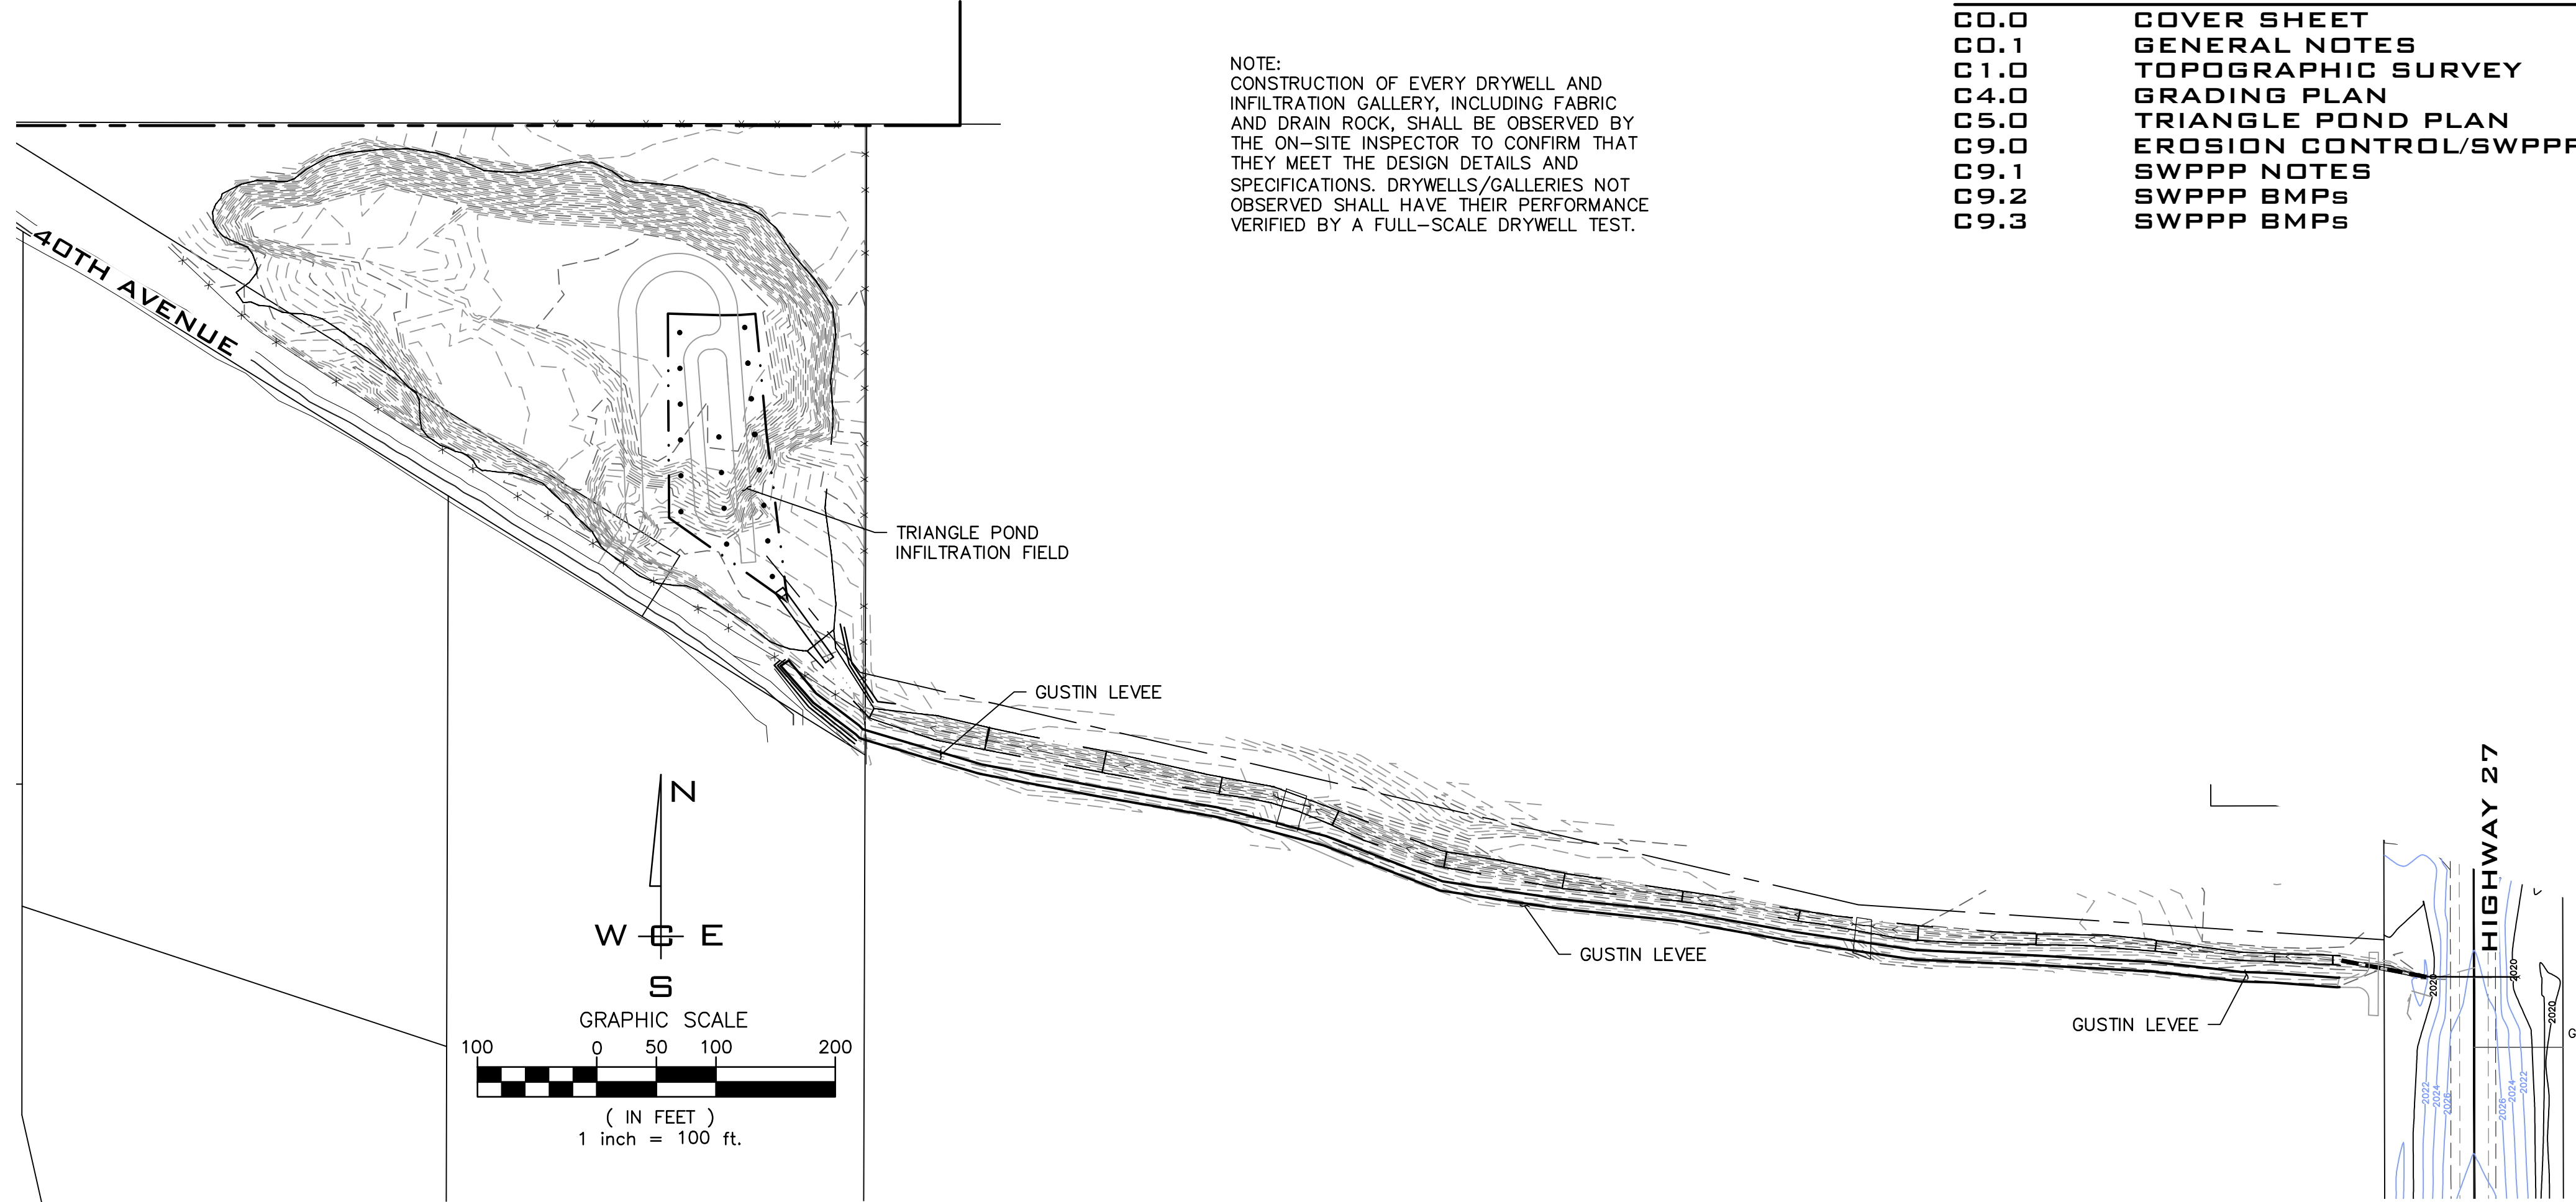 C0.0 COVER SHEET
C0.1 GENERAL NOTES
C1.0 TOPOGRAPHIC SURVEY
C4.0 GRADING PLAN
C5.0 TRIANGLE POND PLAN
C9.0 EROSION CONTROL/SWPPP
C9.1 SWPPP NOTES
C9.2 SWPPP BMPs
C9.3 SWPPP BMPs
NOTE:
CONSTRUCTION OF EVERY DRYWELL AND
INFILTRATION GALLERY, INCLUDING FABRIC
AND DRAIN ROCK, SHALL BE OBSERVED BY
THE ON-SITE INSPECTOR TO CONFIRM THAT
THEY MEET THE DESIGN DETAILS AND
SPECIFICATIONS. DRYWELLS/GALLERIES NOT
OBSERVED SHALL HAVE THEIR PERFORMANCE
VERIFIED BY A FULL-SCALE DRYWELL TEST.
40TH AVENUE
TRIANGLE POND
INFILTRATION FIELD
GUSTIN LEVEE
GUSTIN LEVEE
GUSTIN LEVEE
HIGHWAY 27
2020
2020
2020
2022
2024
2026
2026
2024
2022
G
N
W C E
S
GRAPHIC SCALE
100 0 50 100 200
( IN FEET )
1 inch = 100 ft.